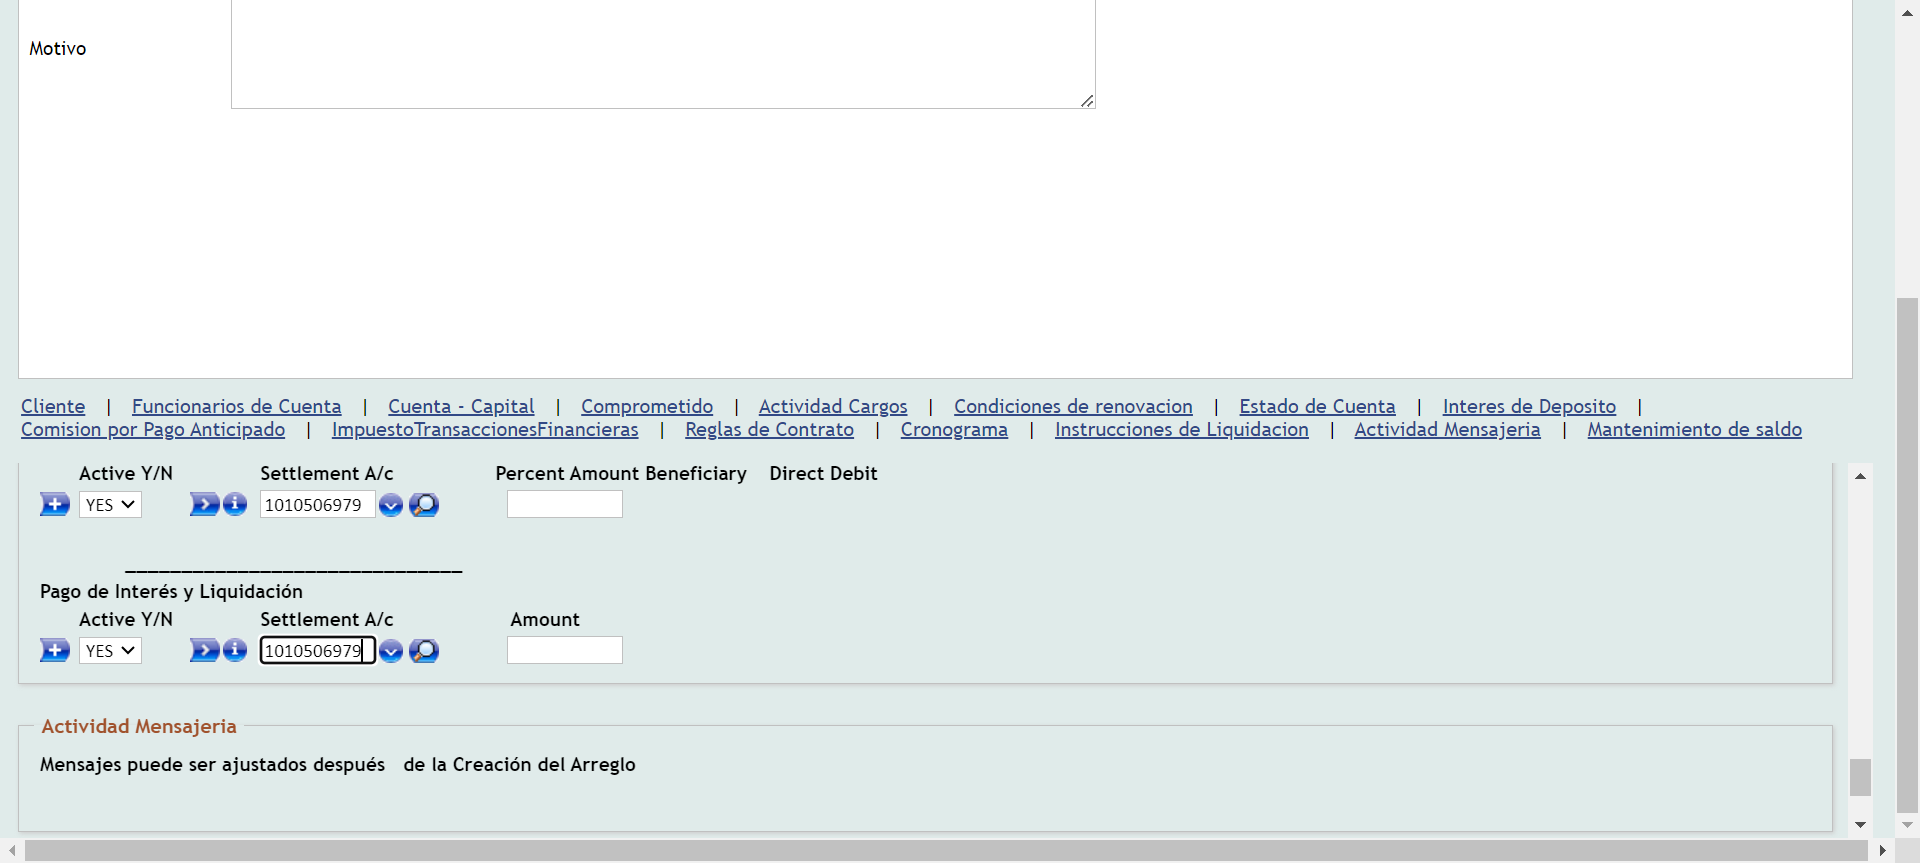 Motivo
Cliente | Funcionarios de Cuenta | Cuenta - Capital | Comprometido | Actividad Cargos | Condiciones de renovacion | Estado de Cuenta | Interes de Deposito |
Comision por Pago Anticipado | ImpuestoTransaccionesFinancieras | Reglas de Contrato | Cronograma | Instrucciones de Liquidacion | Actividad Mensajeria | Mantenimiento de saldo
Active Y/N Settlement A/c Percent Amount Beneficiary Direct Debit
YES 1010506979
______________________________
Pago de Interés y Liquidación
Active Y/N Settlement A/c Amount
YES 1010506979
Actividad Mensajeria
Mensajes puede ser ajustados después de la Creación del Arreglo